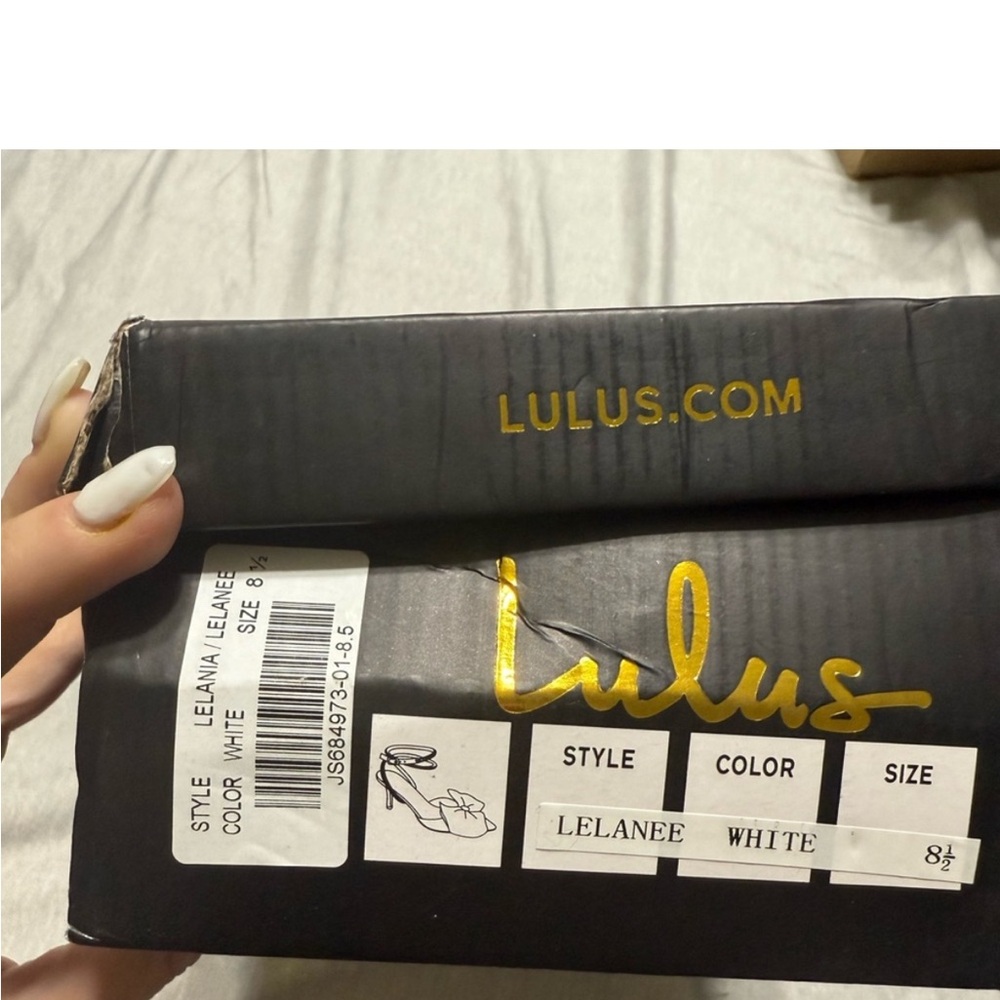 LULUS.COM
Lulus
STYLE LELANIA / LELANEE
COLOR WHITE SIZE 8 ½
JS684973-01-8.5
STYLE COLOR SIZE
LELANEE WHITE 8½